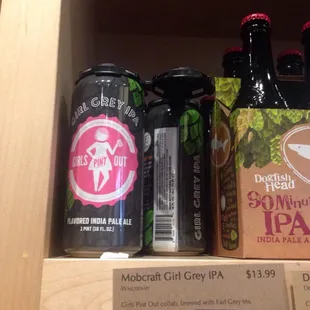 GIRL GREY IPA
GIRLS
PINT
OUT
FLAVORED INDIA PALE ALE
1 PINT (16 FL. OZ.)
GIRL GREY IPA
DOGFISH
HEAD
90 Minute
IPA
INDIA PALE A
Mobcraft Girl Grey IPA $13.99
Wisconsin
Girls Pint Out collab, brewed with Earl Grey tea.